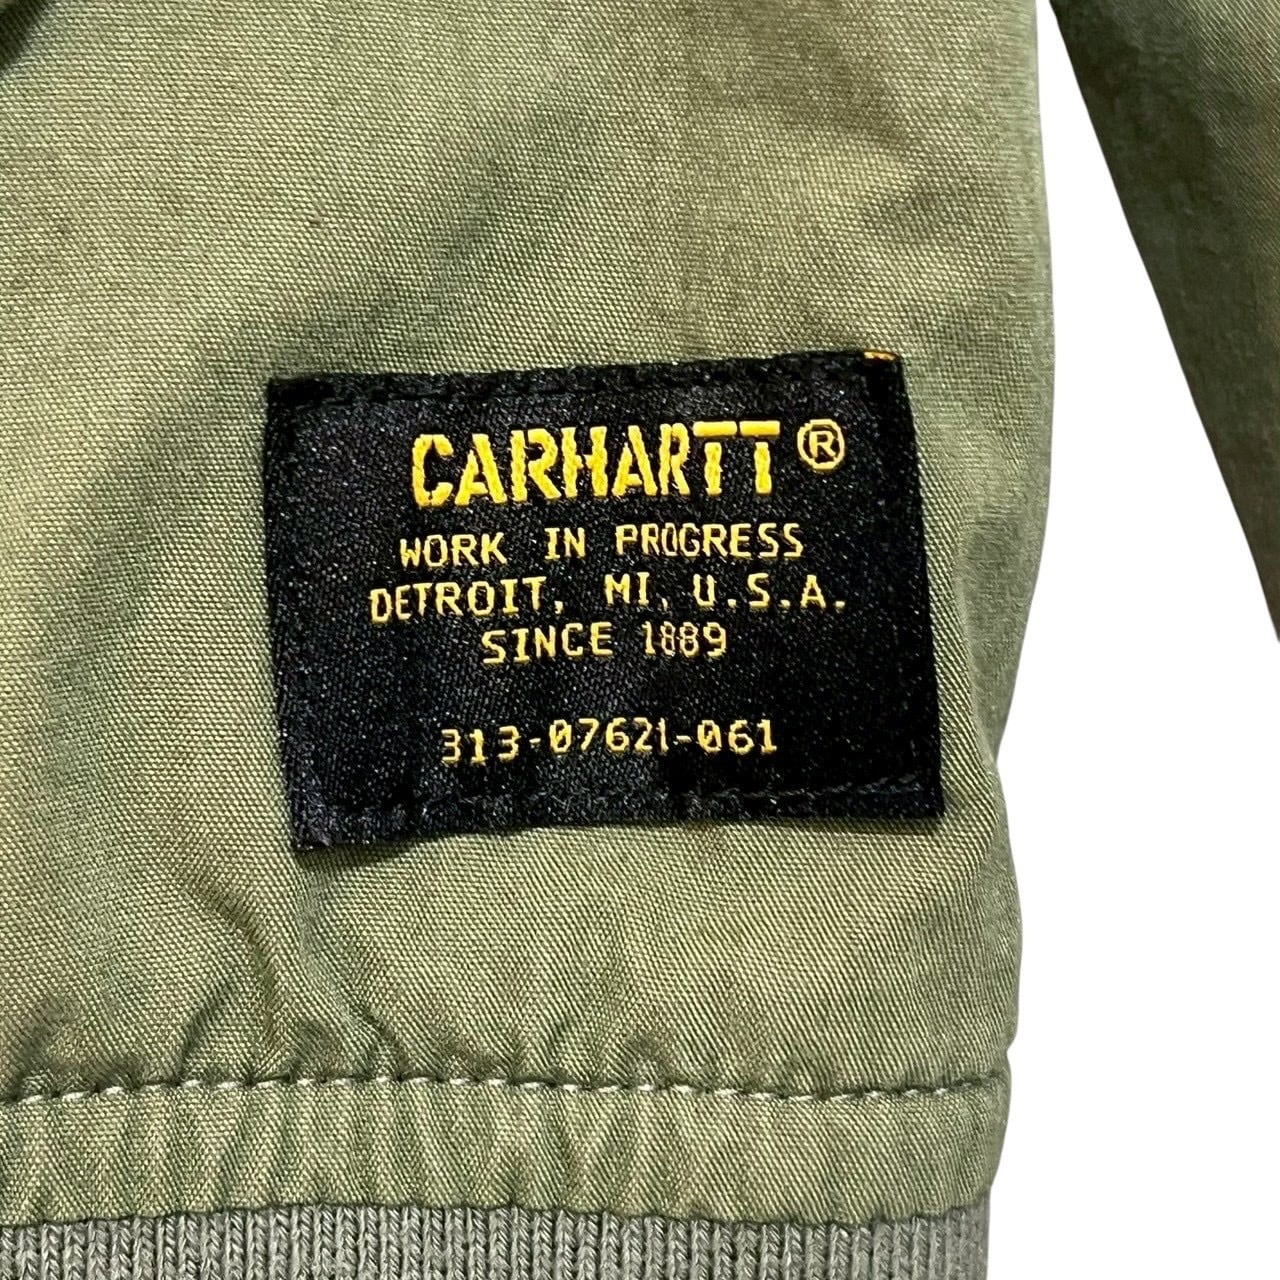 CARHARTT®
WORK IN PROGRESS
DETROIT, MI, U.S.A.
SINCE 1889
313-07621-061